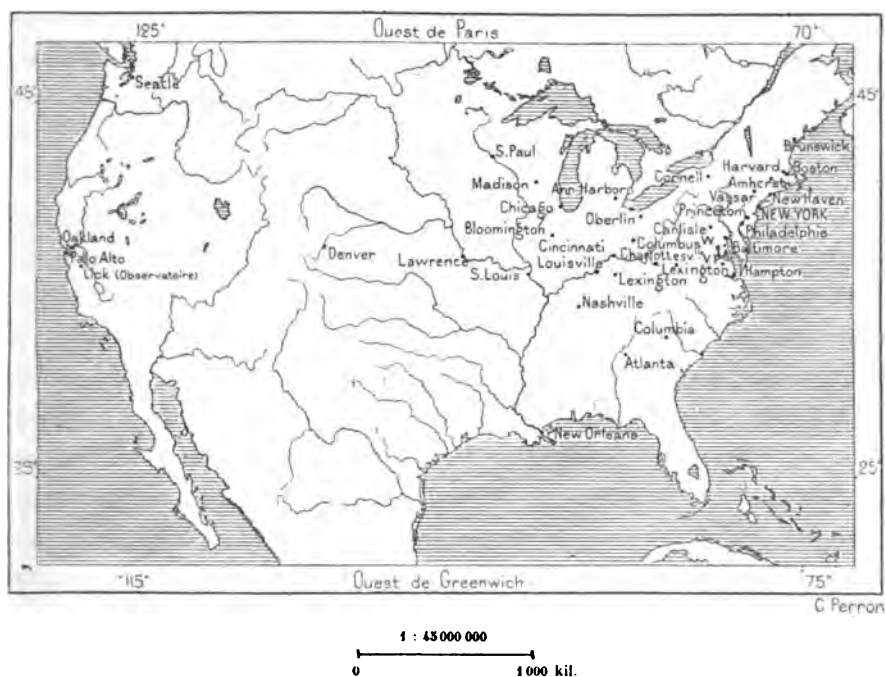 125° Ouest de Paris 70°
Seatle
45° 45°
S.Paul
Brunswick
Harvard Boston
Cornell Amherst
Madison Ann Harbor Vassar New Haven
Chicago Oberlin Princeton NEW YORK
Bloomington Carlisle Philadelphie
Oakland Cincinnati Columbus W. Baltimore
Palo Alto Denver Lawrence Louisville Charlottesv. V.
Lick (Observatoire) S.Louis Lexington Hampton
Lexington
Nashville
Columbia
Atlanta
New Orleans
25° 25°
115° Ouest de Greenwich 75°
C Perron
1 : 45 000 000
0 1 000 kil.